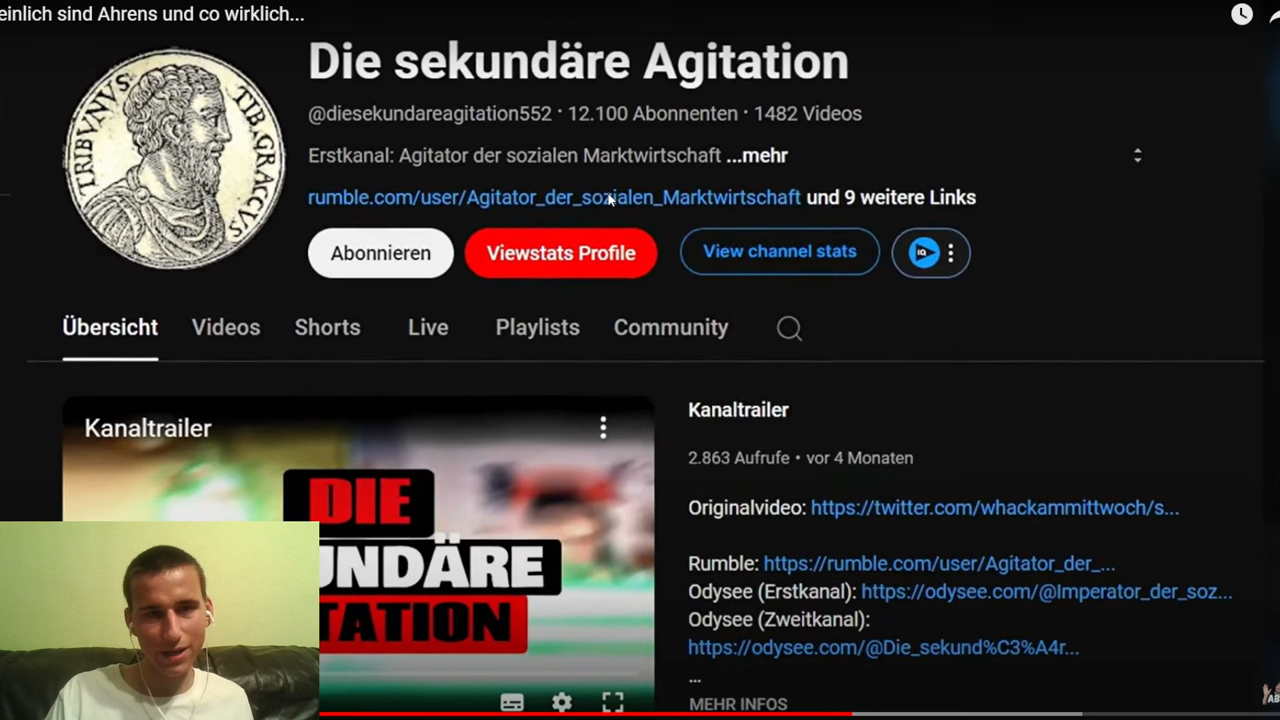 einlich sind Ahrens und co wirklich...
TRIBVNVS TIB.GRACCVS
Die sekundäre Agitation
@diesekundareagitation552 · 12.100 Abonnenten · 1482 Videos
Erstkanal: Agitator der sozialen Marktwirtschaft ...mehr
rumble.com/user/Agitator_der_sozialen_Marktwirtschaft und 9 weitere Links
Abonnieren Viewstats Profile View channel stats iq
Übersicht Videos Shorts Live Playlists Community
Kanaltrailer
Kanaltrailer
2.863 Aufrufe • vor 4 Monaten
Originalvideo: https://twitter.com/whackammittwoch/s...
Rumble: https://rumble.com/user/Agitator_der_...
Odysee (Erstkanal): https://odysee.com/@Imperator_der_soz...
Odysee (Zweitkanal):
https://odysee.com/@Die_sekund%C3%A4r...
...
MEHR INFOS
DIE
UNDÄRE
TATION